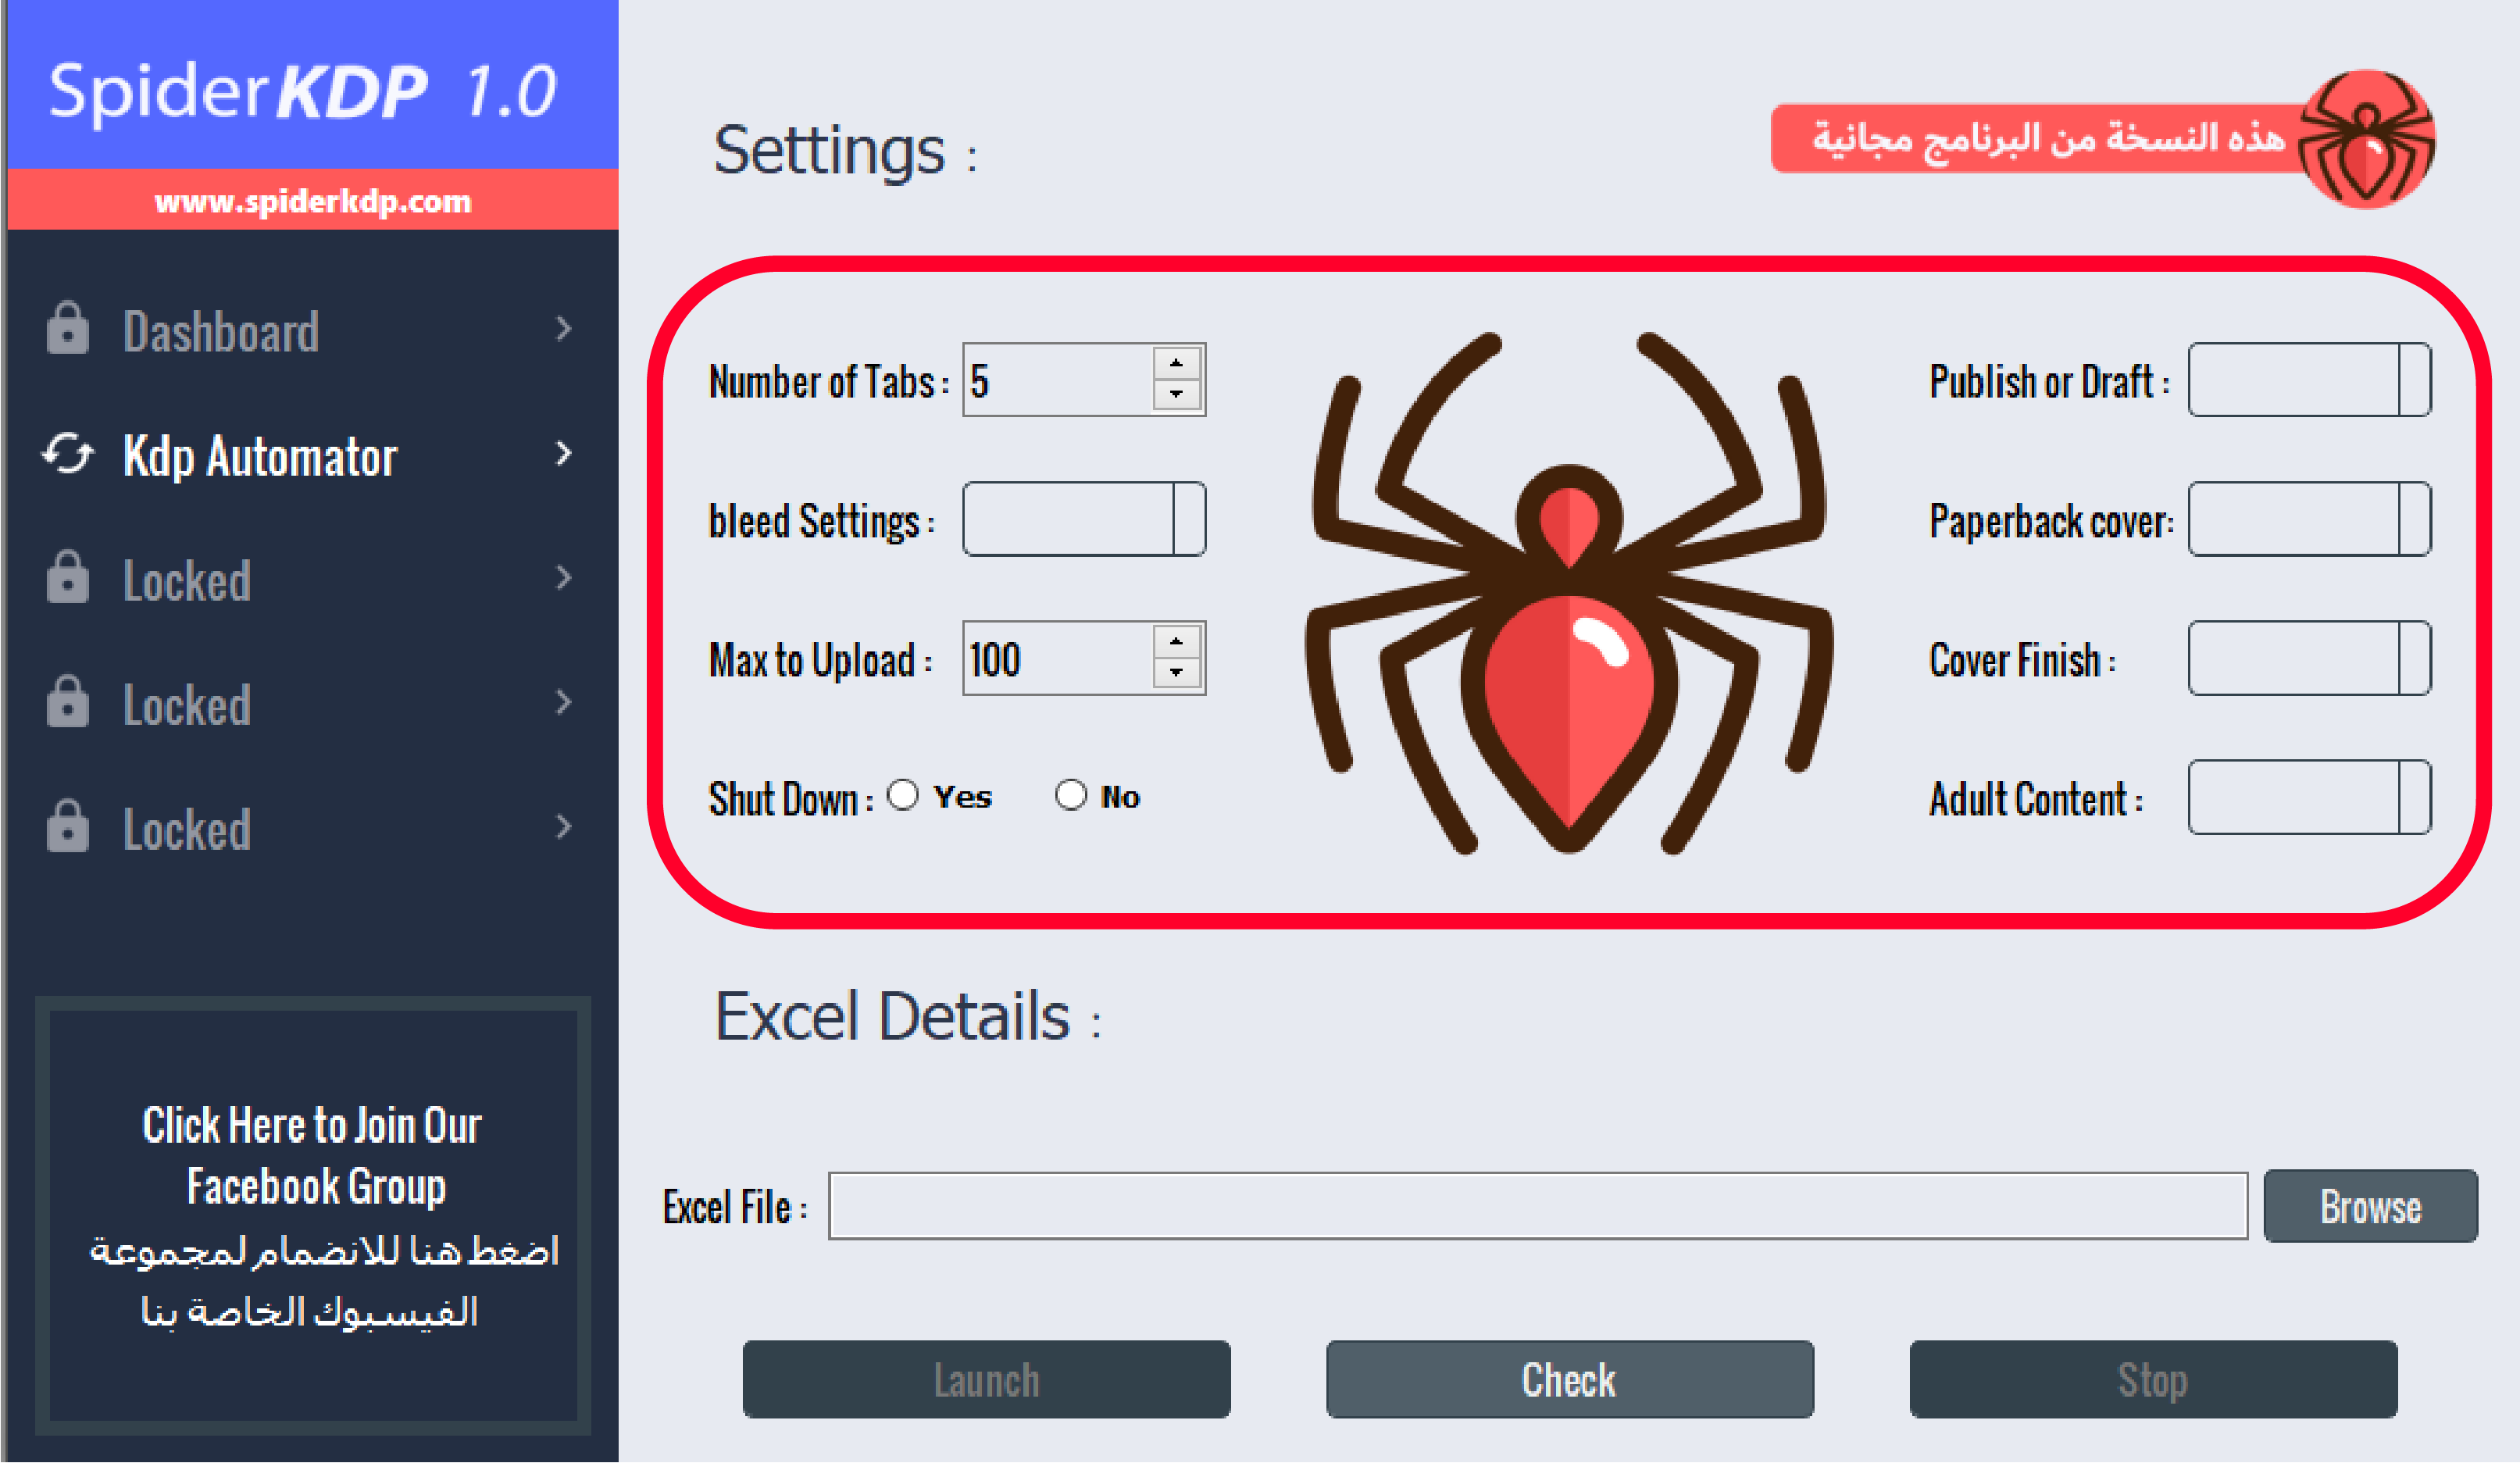 SpiderKDP 1.0
www.spiderkdp.com
Dashboard
Kdp Automator
Locked
Locked
Locked
Click Here to Join Our
Facebook Group
اضغط هنا للانضمام لمجموعة
الفيسبوك الخاصة بنا
Settings :
هذه النسخة من البرنامج مجانية
Number of Tabs : 5
bleed Settings :
Max to Upload : 100
Shut Down : Yes No
Publish or Draft :
Paperback cover:
Cover Finish :
Adult Content :
Excel Details :
Excel File : Browse
Launch Check Stop